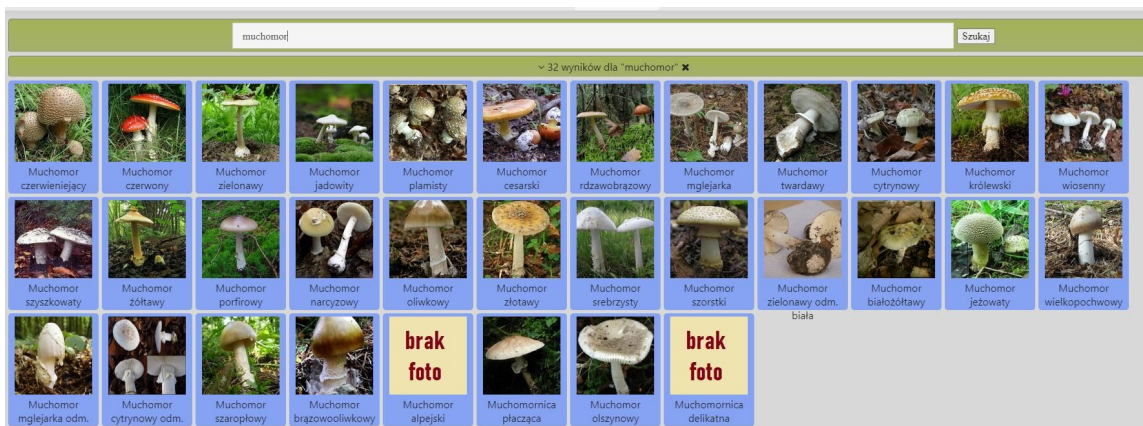 muchomor
Szukaj
32 wyników dla "muchomor" ✖
Muchomor czerwieniejący
Muchomor czerwony
Muchomor zielonawy
Muchomor jadowity
Muchomor plamisty
Muchomor cesarski
Muchomor rdzawobrązowy
Muchomor mglejarka
Muchomor twardawy
Muchomor cytrynowy
Muchomor królewski
Muchomor wiosenny
Muchomor szyszkowaty
Muchomor żółtawy
Muchomor porfirowy
Muchomor narcyzowy
Muchomor oliwkowy
Muchomor złotawy
Muchomor srebrzysty
Muchomor szorstki
Muchomor zielonawy odm. biała
Muchomor białożółtawy
Muchomor jeżowaty
Muchomor wielkopochwowy
Muchomor mglejarka odm.
Muchomor cytrynowy odm.
Muchomor szaropłowy
Muchomor brązowooliwkowy
brak
foto
Muchomor alpejski
Muchomornica płacząca
Muchomor olszynowy
brak
foto
Muchomornica delikatna